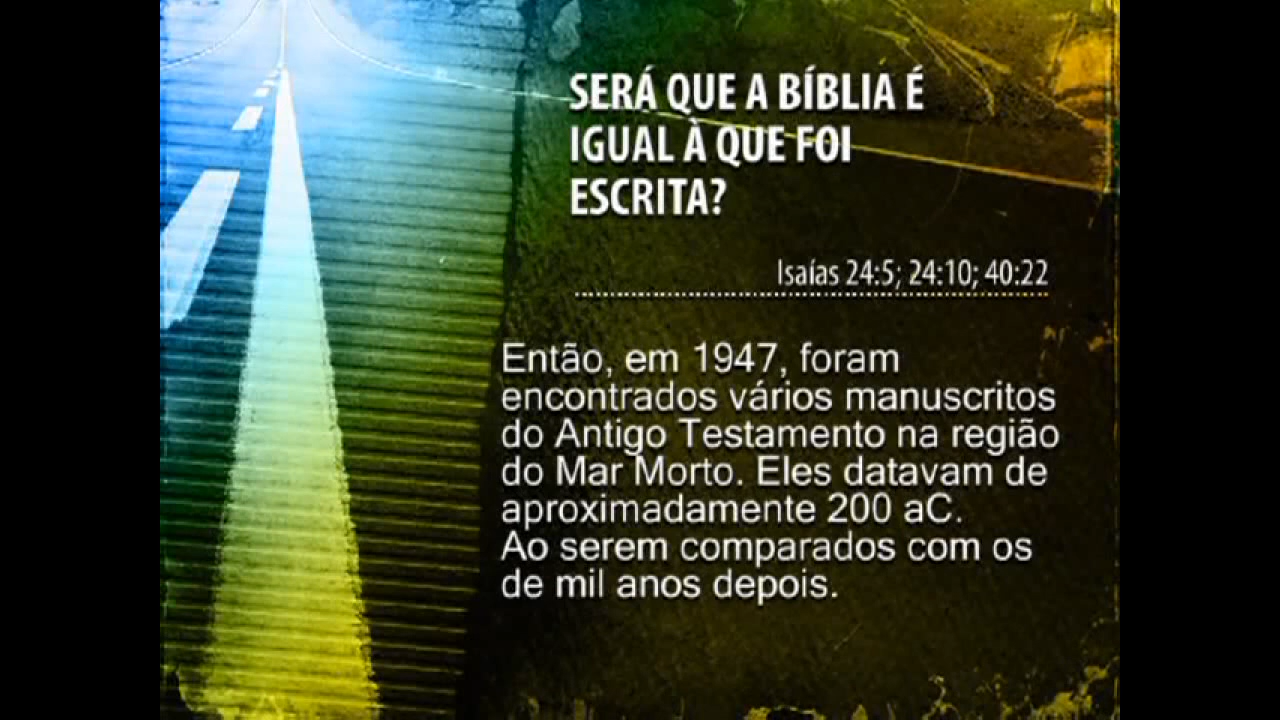 SERÁ QUE A BÍBLIA É
IGUAL À QUE FOI
ESCRITA?
Isaías 24:5; 24:10; 40:22
Então, em 1947, foram
encontrados vários manuscritos
do Antigo Testamento na região
do Mar Morto. Eles datavam de
aproximadamente 200 aC.
Ao serem comparados com os
de mil anos depois.